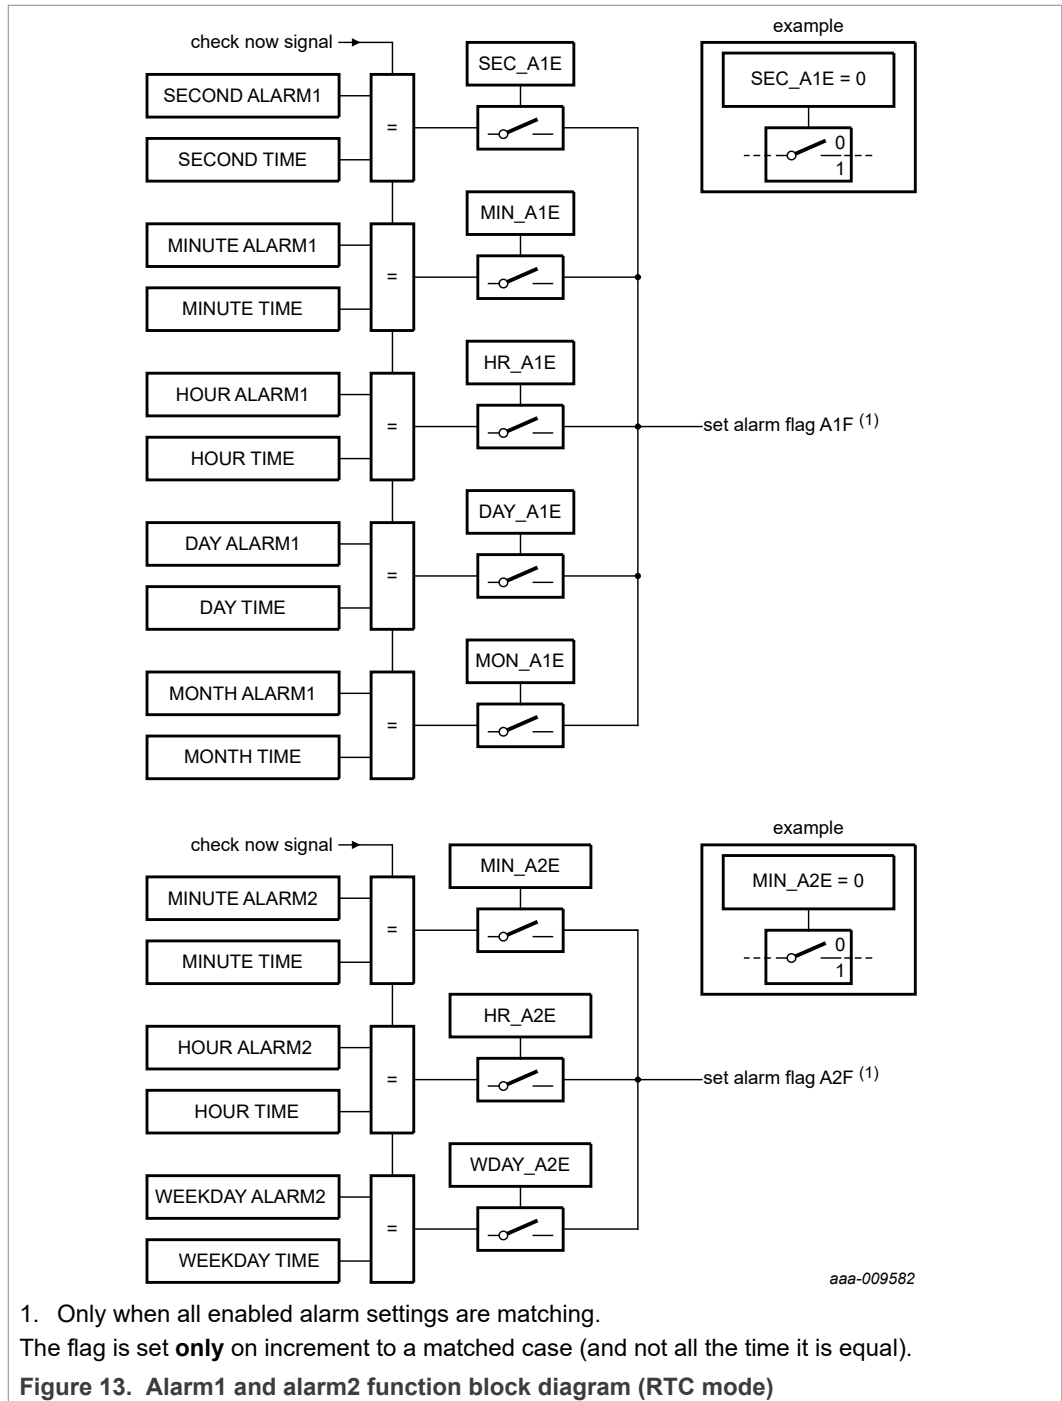 example
check now signal
SEC_A1E
SEC_A1E = 0
SECOND ALARM1
=
0
1
SECOND TIME
MIN_A1E
MINUTE ALARM1
=
MINUTE TIME
HR_A1E
HOUR ALARM1
=
set alarm flag A1F (1)
HOUR TIME
DAY_A1E
DAY ALARM1
=
DAY TIME
MON_A1E
MONTH ALARM1
=
MONTH TIME
example
check now signal
MIN_A2E
MIN_A2E = 0
MINUTE ALARM2
=
0
1
MINUTE TIME
HR_A2E
HOUR ALARM2
=
set alarm flag A2F (1)
HOUR TIME
WDAY_A2E
WEEKDAY ALARM2
=
WEEKDAY TIME
aaa-009582
1. Only when all enabled alarm settings are matching.
The flag is set only on increment to a matched case (and not all the time it is equal).
Figure 13. Alarm1 and alarm2 function block diagram (RTC mode)